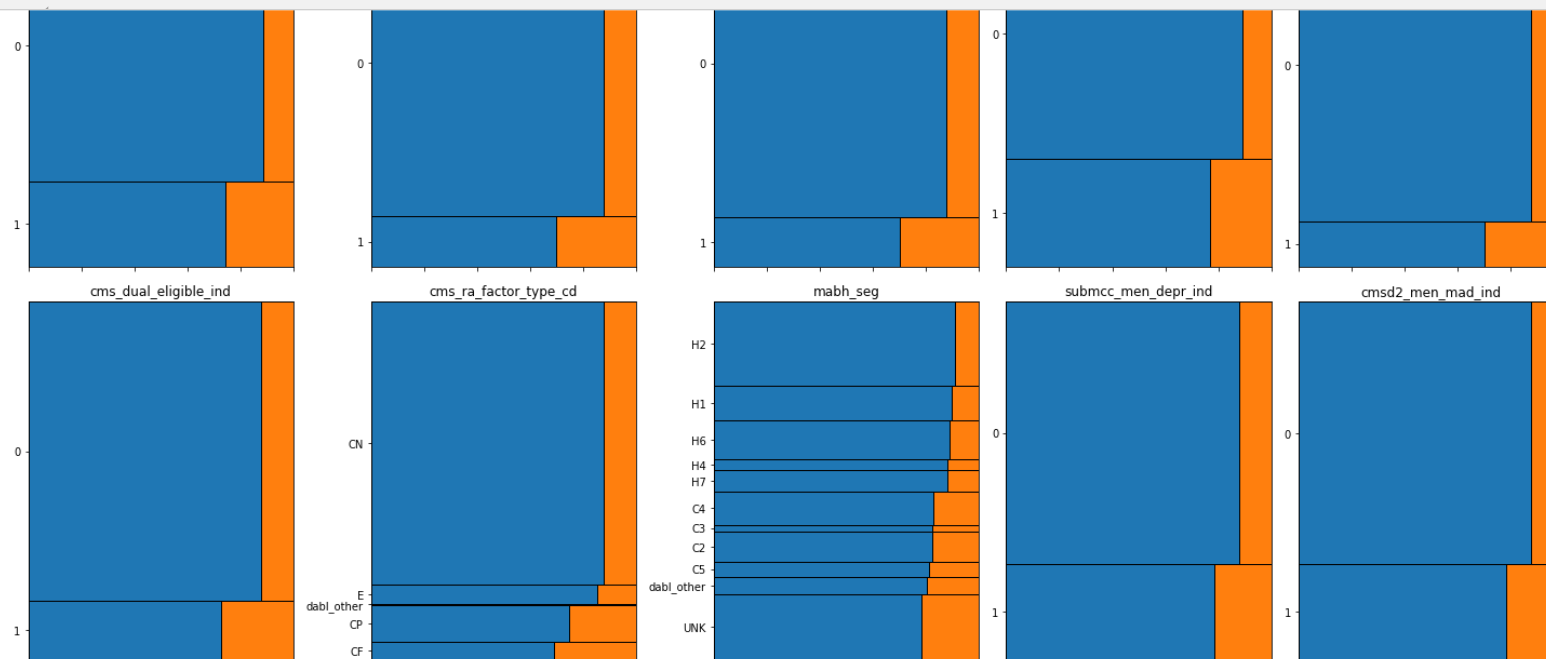 0
0
0
0
0
1
1
1
1
1
cms_dual_eligible_ind
cms_ra_factor_type_cd
mabh_seg
submcc_men_depr_ind
cmsd2_men_mad_ind
0
1
CN
E
dabl_other
CP
CF
H2
H1
H6
H4
H7
C4
C3
C2
C5
dabl_other
UNK
0
1
0
1